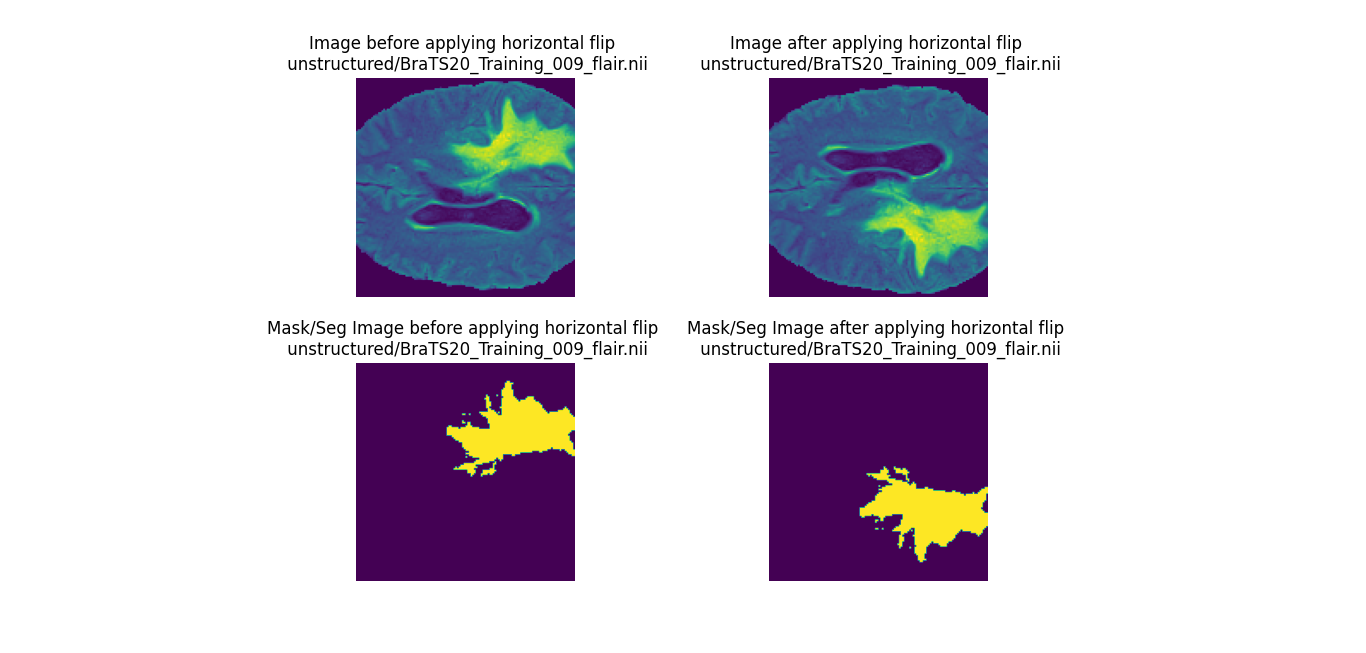 Image before applying horizontal flip
unstructured/BraTS20_Training_009_flair.nii
Image after applying horizontal flip
unstructured/BraTS20_Training_009_flair.nii
Mask/Seg Image before applying horizontal flip
unstructured/BraTS20_Training_009_flair.nii
Mask/Seg Image after applying horizontal flip
unstructured/BraTS20_Training_009_flair.nii